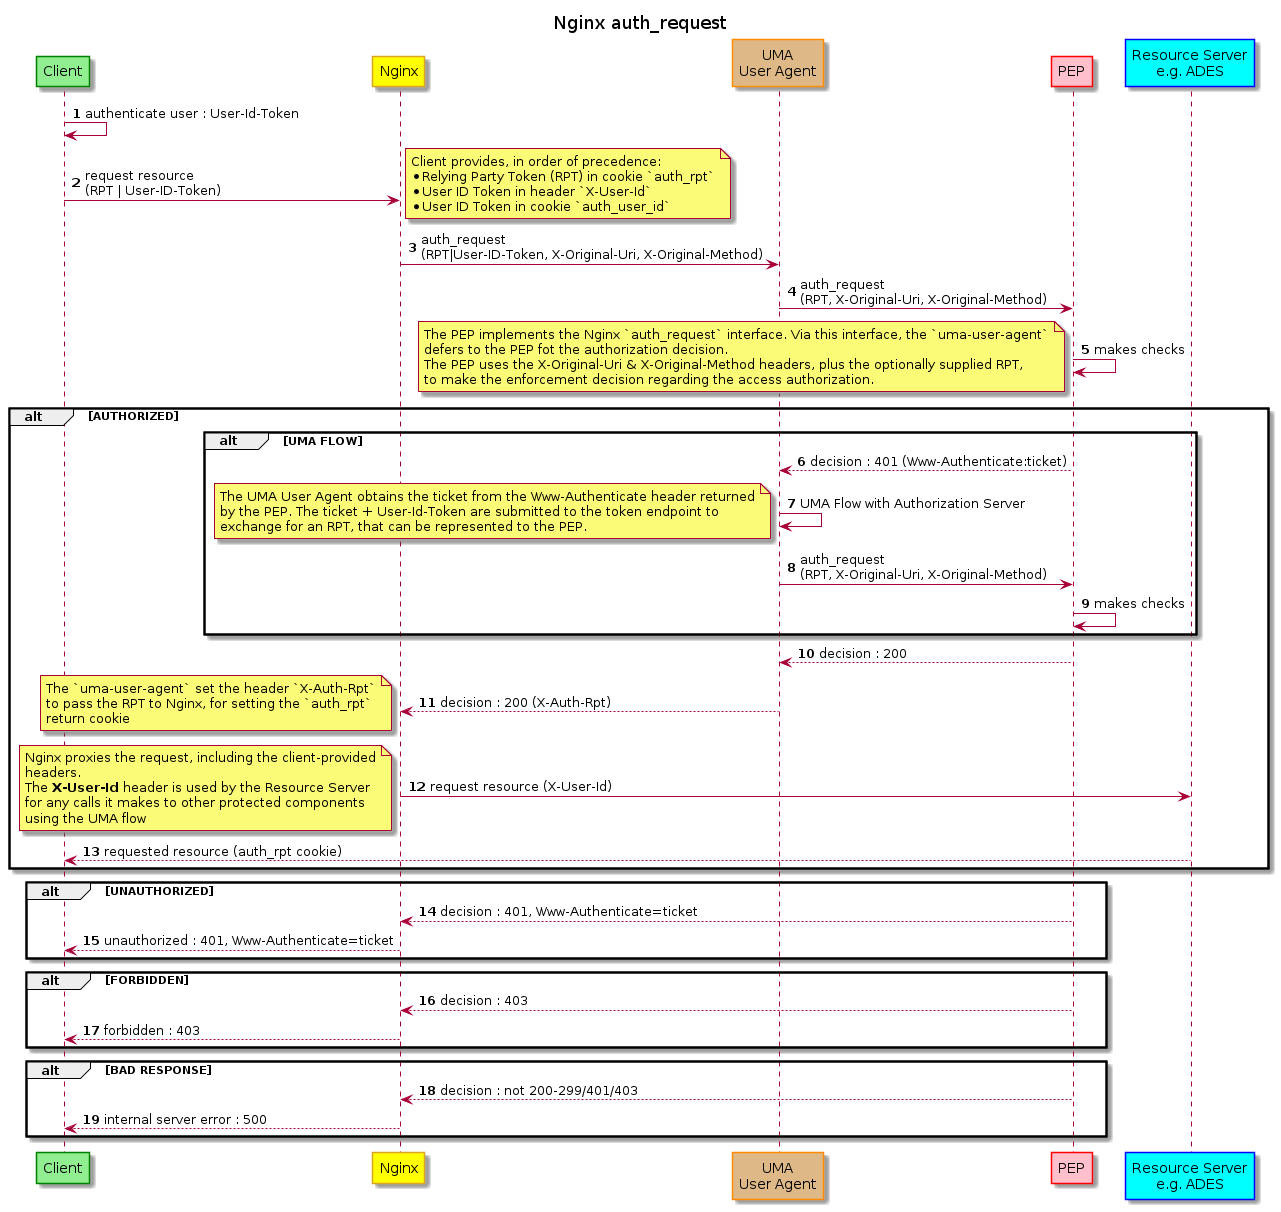 Nginx auth_request
Client
Nginx
UMA
User Agent
PEP
Resource Server
e.g. ADES
1 authenticate user : User-Id-Token
2 request resource
(RPT | User-ID-Token)
Client provides, in order of precedence:
•Relying Party Token (RPT) in cookie `auth_rpt`
•User ID Token in header `X-User-Id`
•User ID Token in cookie `auth_user_id`
3 auth_request
(RPT|User-ID-Token, X-Original-Uri, X-Original-Method)
4 auth_request
(RPT, X-Original-Uri, X-Original-Method)
The PEP implements the Nginx `auth_request` interface. Via this interface, the `uma-user-agent`
defers to the PEP fot the authorization decision.
The PEP uses the X-Original-Uri & X-Original-Method headers, plus the optionally supplied RPT,
to make the enforcement decision regarding the access authorization.
5 makes checks
alt [AUTHORIZED]
alt [UMA FLOW]
6 decision : 401 (Www-Authenticate:ticket)
The UMA User Agent obtains the ticket from the Www-Authenticate header returned
by the PEP. The ticket + User-Id-Token are submitted to the token endpoint to
exchange for an RPT, that can be represented to the PEP.
7 UMA Flow with Authorization Server
8 auth_request
(RPT, X-Original-Uri, X-Original-Method)
9 makes checks
10 decision : 200
The `uma-user-agent` set the header `X-Auth-Rpt`
to pass the RPT to Nginx, for setting the `auth_rpt`
return cookie
11 decision : 200 (X-Auth-Rpt)
Nginx proxies the request, including the client-provided
headers.
The X-User-Id header is used by the Resource Server
for any calls it makes to other protected components
using the UMA flow
12 request resource (X-User-Id)
13 requested resource (auth_rpt cookie)
alt [UNAUTHORIZED]
14 decision : 401, Www-Authenticate=ticket
15 unauthorized : 401, Www-Authenticate=ticket
alt [FORBIDDEN]
16 decision : 403
17 forbidden : 403
alt [BAD RESPONSE]
18 decision : not 200-299/401/403
19 internal server error : 500
Client
Nginx
UMA
User Agent
PEP
Resource Server
e.g. ADES